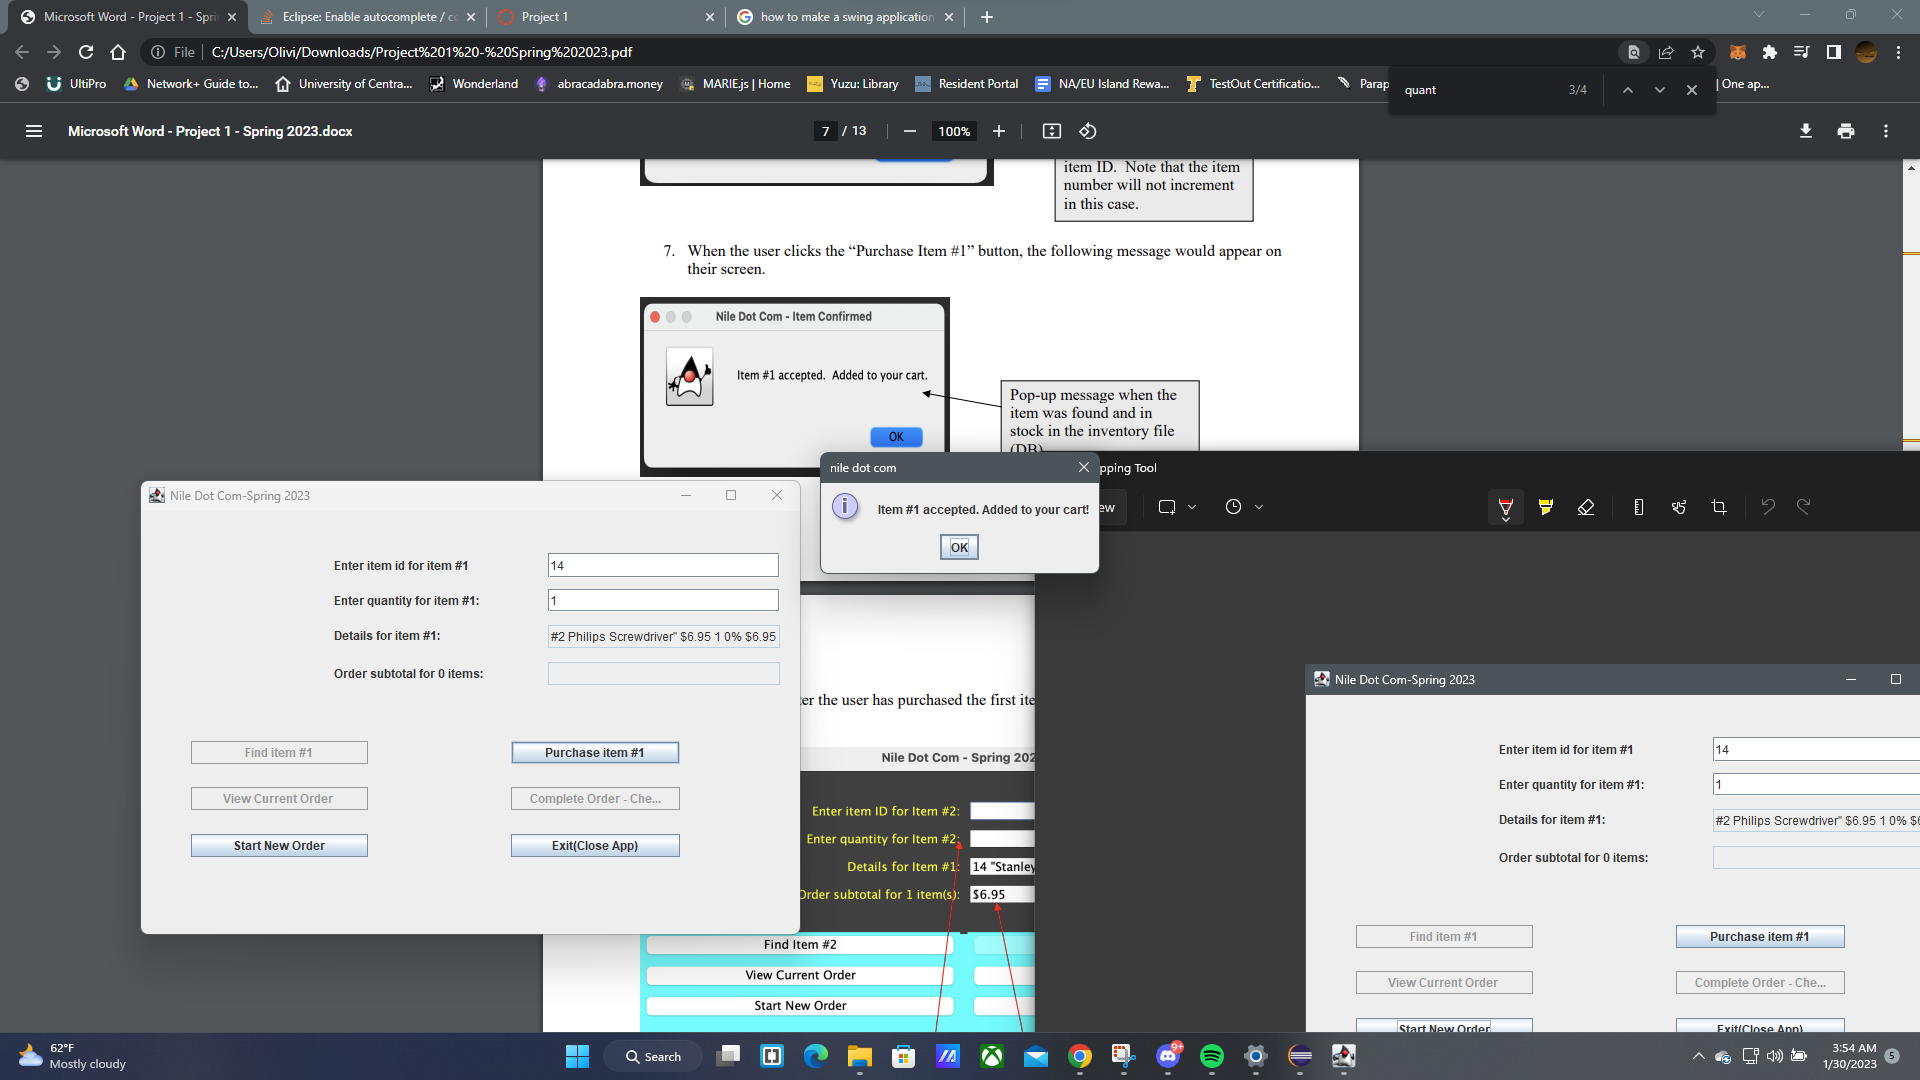 Microsoft Word - Project 1 - Spri
Eclipse: Enable autocomplete / co
Project 1
how to make a swing application
File
C:/Users/Olivi/Downloads/Project%201%20-%20Spring%202023.pdf
UltiPro
Network+ Guide to...
University of Centra...
Wonderland
abracadabra.money
MARIE.js | Home
Yuzu: Library
Resident Portal
NA/EU Island Rewa...
TestOut Certificatio...
Parap
| One ap...
quant
3/4
Microsoft Word - Project 1 - Spring 2023.docx
7 / 13
100%
item ID. Note that the item
number will not increment
in this case.
7. When the user clicks the “Purchase Item #1” button, the following message would appear on
their screen.
Nile Dot Com - Item Confirmed
Item #1 accepted. Added to your cart.
OK
Pop-up message when the
item was found and in
stock in the inventory file
(DB)
nile dot com
Item #1 accepted. Added to your cart!
OK
pping Tool
ew
Nile Dot Com-Spring 2023
Enter item id for item #1
14
Enter quantity for item #1:
1
Details for item #1:
#2 Philips Screwdriver" $6.95 1 0% $6.95
Order subtotal for 0 items:
Find item #1
Purchase item #1
View Current Order
Complete Order - Che...
Start New Order
Exit(Close App)
er the user has purchased the first ite
Nile Dot Com - Spring 202
Enter item ID for Item #2:
Enter quantity for Item #2:
Details for Item #1:
14 "Stanley
Order subtotal for 1 item(s):
$6.95
Find Item #2
View Current Order
Start New Order
Nile Dot Com-Spring 2023
Enter item id for item #1
14
Enter quantity for item #1:
1
Details for item #1:
#2 Philips Screwdriver" $6.95 1 0% $6
Order subtotal for 0 items:
Find item #1
Purchase item #1
View Current Order
Complete Order - Che...
Start New Order
Exit(Close App)
62°F
Mostly cloudy
Search
9+
3:54 AM
1/30/2023
5